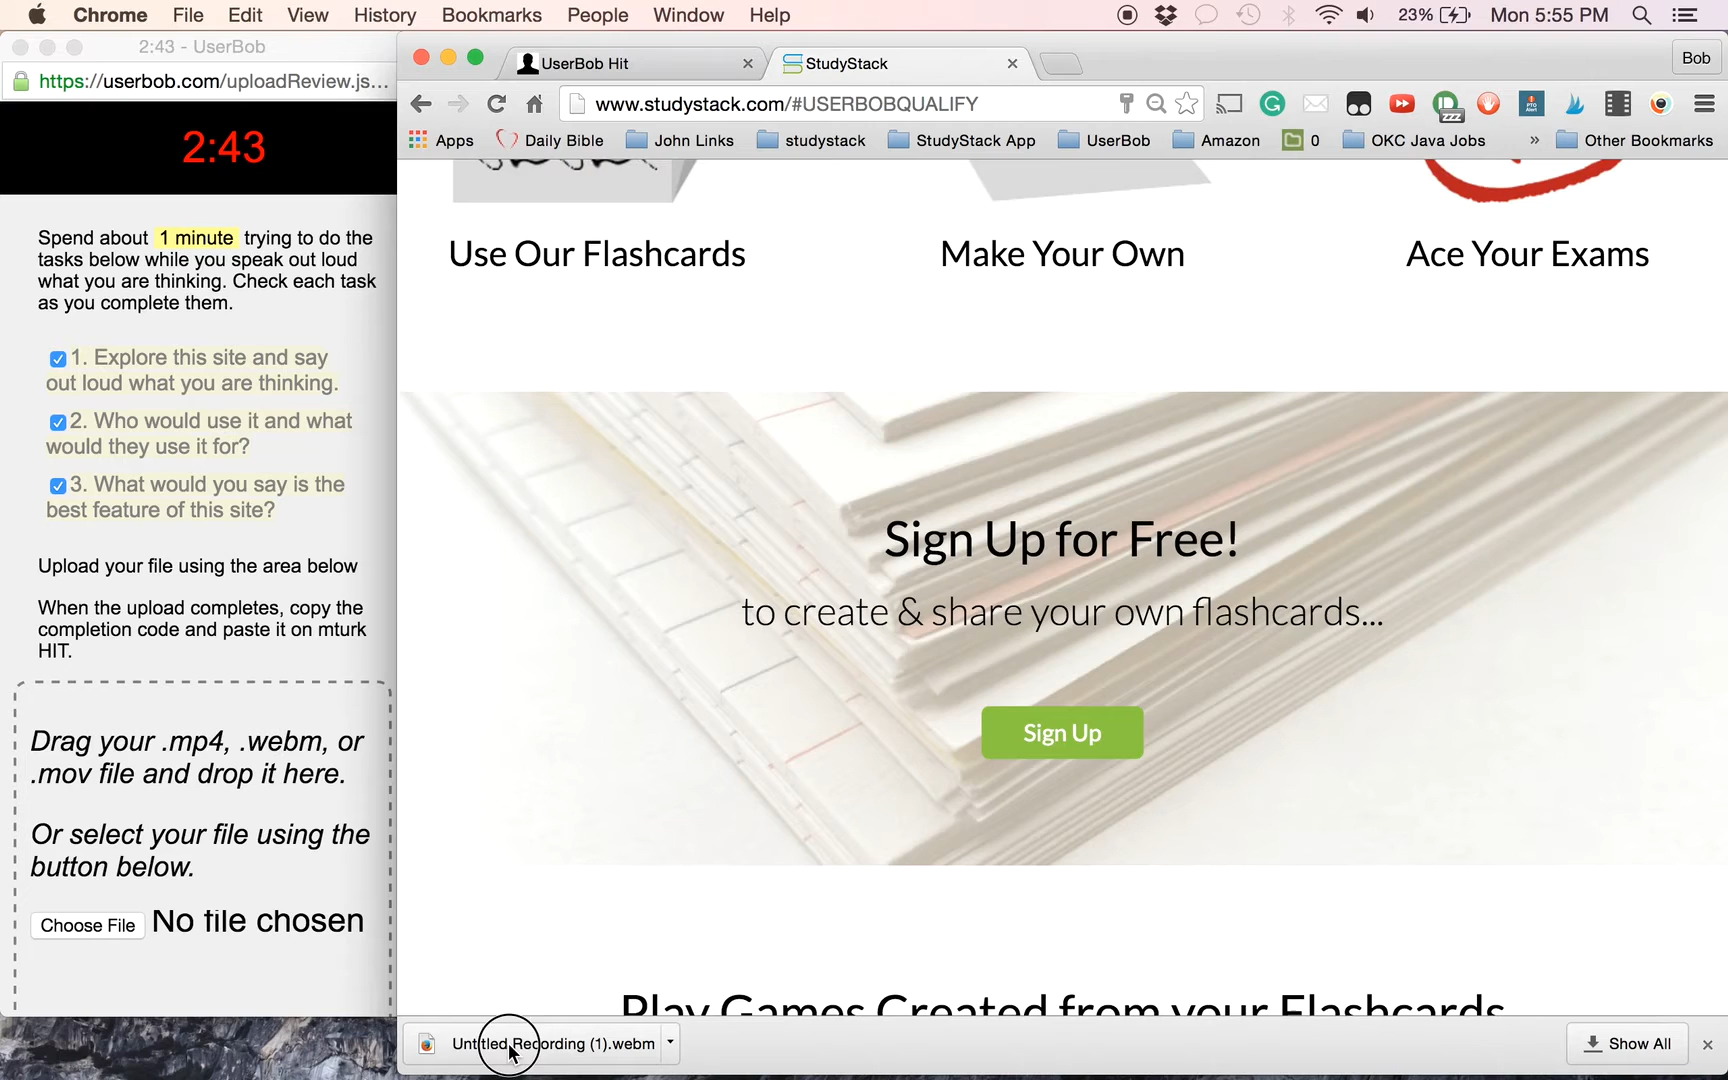 Chrome File Edit View History Bookmarks People Window Help 23% Mon 5:55 PM
2:43 - UserBob
https://userbob.com/uploadReview.js...
2:43
Spend about 1 minute trying to do the
tasks below while you speak out loud
what you are thinking. Check each task
as you complete them.
1. Explore this site and say
out loud what you are thinking.
2. Who would use it and what
would they use it for?
3. What would you say is the
best feature of this site?
Upload your file using the area below
When the upload completes, copy the
completion code and paste it on mturk
HIT.
Drag your .mp4, .webm, or
.mov file and drop it here.
Or select your file using the
button below.
Choose File No file chosen
UserBob Hit StudyStack Bob
www.studystack.com/#USERBOBQUALIFY
zzz
PTO
Alert
Apps Daily Bible John Links studystack StudyStack App UserBob Amazon 0 OKC Java Jobs » Other Bookmarks
Use Our Flashcards Make Your Own Ace Your Exams
Sign Up for Free!
to create & share your own flashcards...
Sign Up
Play Games Created from your Flashcards
Untitled Recording (1).webm Show All